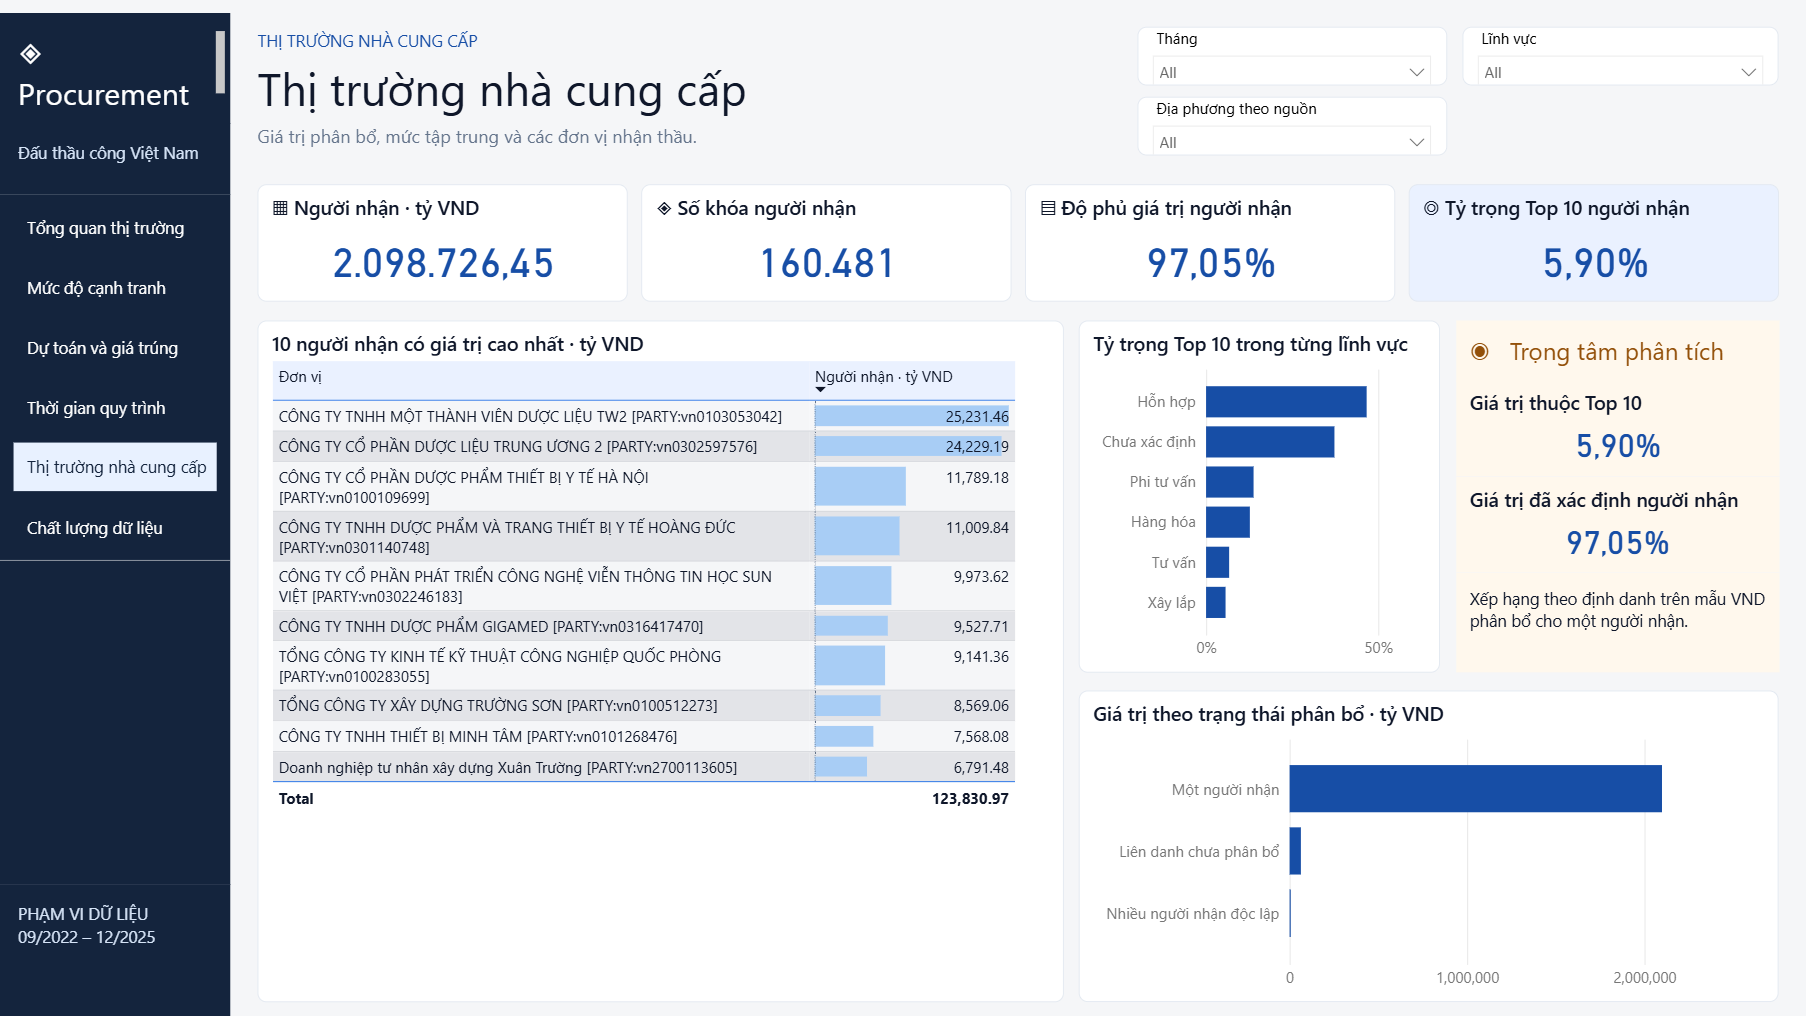 Procurement
Đấu thầu công Việt Nam
Tổng quan thị trường
Mức độ cạnh tranh
Dự toán và giá trúng
Thời gian quy trình
Thị trường nhà cung cấp
Chất lượng dữ liệu
PHẠM VI DỮ LIỆU
09/2022 – 12/2025
THỊ TRƯỜNG NHÀ CUNG CẤP
Thị trường nhà cung cấp
Giá trị phân bổ, mức tập trung và các đơn vị nhận thầu.
Tháng
All
Lĩnh vực
All
Địa phương theo nguồn
All
Người nhận · tỷ VND
2.098.726,45
Số khóa người nhận
160.481
Độ phủ giá trị người nhận
97,05%
Tỷ trọng Top 10 người nhận
5,90%
10 người nhận có giá trị cao nhất · tỷ VND
Đơn vị Người nhận · tỷ VND
CÔNG TY TNHH MỘT THÀNH VIÊN DƯỢC LIỆU TW2 [PARTY:vn0103053042] 25,231.46
CÔNG TY CỔ PHẦN DƯỢC LIỆU TRUNG ƯƠNG 2 [PARTY:vn0302597576] 24,229.19
CÔNG TY CỔ PHẦN DƯỢC PHẨM THIẾT BỊ Y TẾ HÀ NỘI 11,789.18
[PARTY:vn0100109699]
CÔNG TY TNHH DƯỢC PHẨM VÀ TRANG THIẾT BỊ Y TẾ HOÀNG ĐỨC 11,009.84
[PARTY:vn0301140748]
CÔNG TY CỔ PHẦN PHÁT TRIỂN CÔNG NGHỆ VIỄN THÔNG TIN HỌC SUN 9,973.62
VIỆT [PARTY:vn0302246183]
CÔNG TY TNHH DƯỢC PHẨM GIGAMED [PARTY:vn0316417470] 9,527.71
TỔNG CÔNG TY KINH TẾ KỸ THUẬT CÔNG NGHIỆP QUỐC PHÒNG 9,141.36
[PARTY:vn0100283055]
TỔNG CÔNG TY XÂY DỰNG TRƯỜNG SƠN [PARTY:vn0100512273] 8,569.06
CÔNG TY TNHH THIẾT BỊ MINH TÂM [PARTY:vn0101268476] 7,568.08
Doanh nghiệp tư nhân xây dựng Xuân Trường [PARTY:vn2700113605] 6,791.48
Total 123,830.97
Tỷ trọng Top 10 trong từng lĩnh vực
Hỗn hợp
Chưa xác định
Phi tư vấn
Hàng hóa
Tư vấn
Xây lắp
0% 50%
Trọng tâm phân tích
Giá trị thuộc Top 10
5,90%
Giá trị đã xác định người nhận
97,05%
Xếp hạng theo định danh trên mẫu VND
phân bổ cho một người nhận.
Giá trị theo trạng thái phân bổ · tỷ VND
Một người nhận
Liên danh chưa phân bổ
Nhiều người nhận độc lập
0 1,000,000 2,000,000